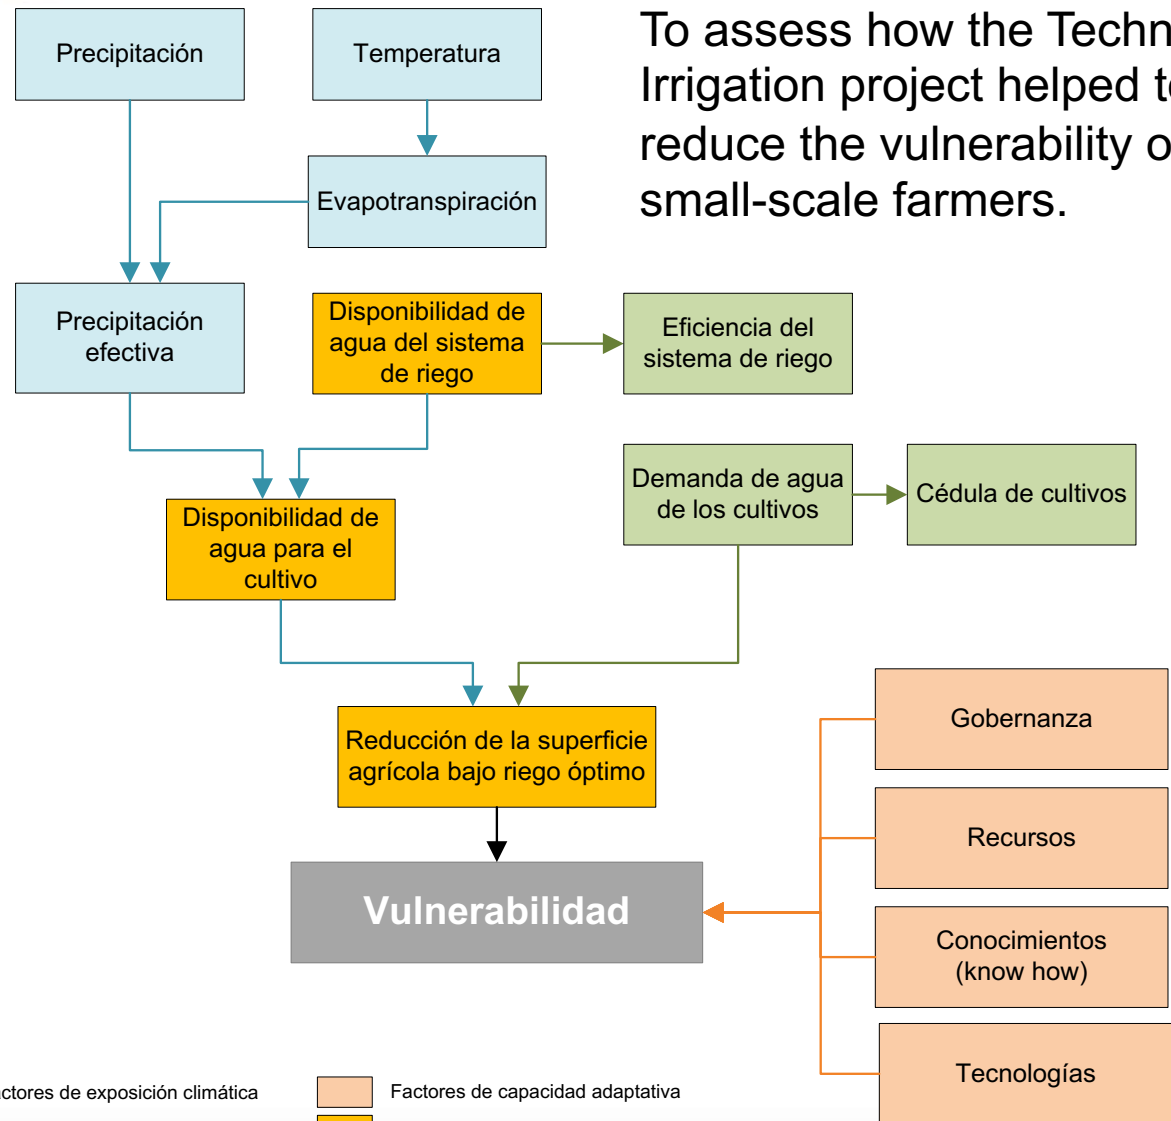 To assess how the Techn
Irrigation project helped t
reduce the vulnerability o
small-scale farmers.
Precipitación
Temperatura
Evapotranspiración
Precipitación
efectiva
Disponibilidad de
agua del sistema
de riego
Eficiencia del
sistema de riego
Demanda de agua
de los cultivos
Cédula de cultivos
Disponibilidad de
agua para el
cultivo
Reducción de la superficie
agrícola bajo riego óptimo
Vulnerabilidad
Gobernanza
Recursos
Conocimientos
(know how)
Tecnologías
ctores de exposición climática
Factores de capacidad adaptativa